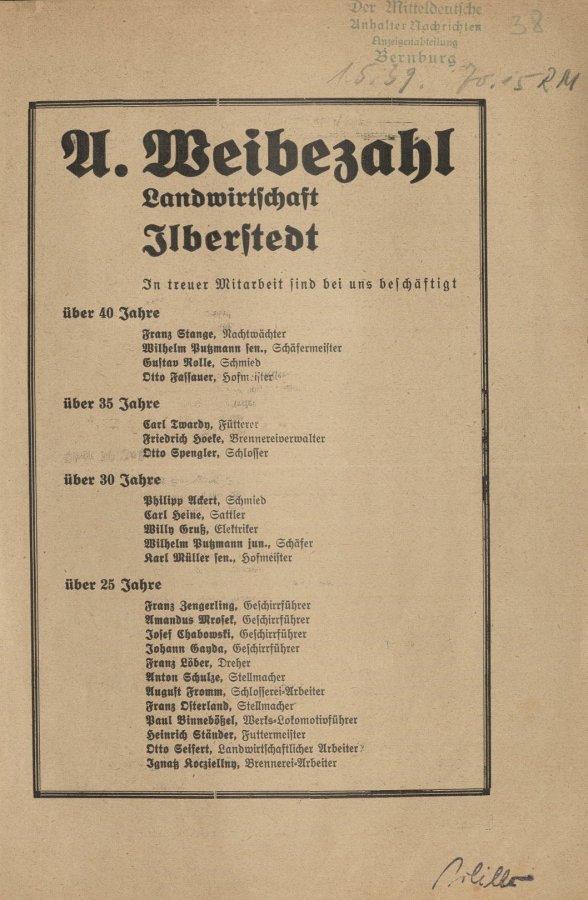 Der Mitteldeutsche
Anhalter Nachrichten
Anzeigenabteilung
Bernburg
38
1.5.39. 70.15 RM
A. Weibezahl
Landwirtschaft
Ilberstedt
In treuer Mitarbeit sind bei uns beschäftigt
über 40 Jahre
Franz Stange, Nachtwächter
Wilhelm Putzmann sen., Schäfermeister
Gustav Rolle, Schmied
Otto Fassauer, Hofmeister
über 35 Jahre
Carl Twardy, Fütterer
Friedrich Hoeke, Brennereiverwalter
Otto Spengler, Schlosser
über 30 Jahre
Philipp Ackert, Schmied
Carl Heine, Sattler
Willy Gruß, Elektriker
Wilhelm Putzmann jun., Schäfer
Karl Müller sen., Hofmeister
über 25 Jahre
Franz Zengerling, Geschirrführer
Amandus Mrosek, Geschirrführer
Josef Chabowski, Geschirrführer
Johann Gayda, Geschirrführer
Franz Löber, Dreher
Anton Schulze, Stellmacher
August Fromm, Schlosserei-Arbeiter
Franz Osterland, Stellmacher
Paul Binnebößel, Werks-Lokomotivführer
Heinrich Ständer, Futtermeister
Otto Seifert, Landwirtschaftlicher Arbeiter
Ignatz Kocziellny, Brennerei-Arbeiter